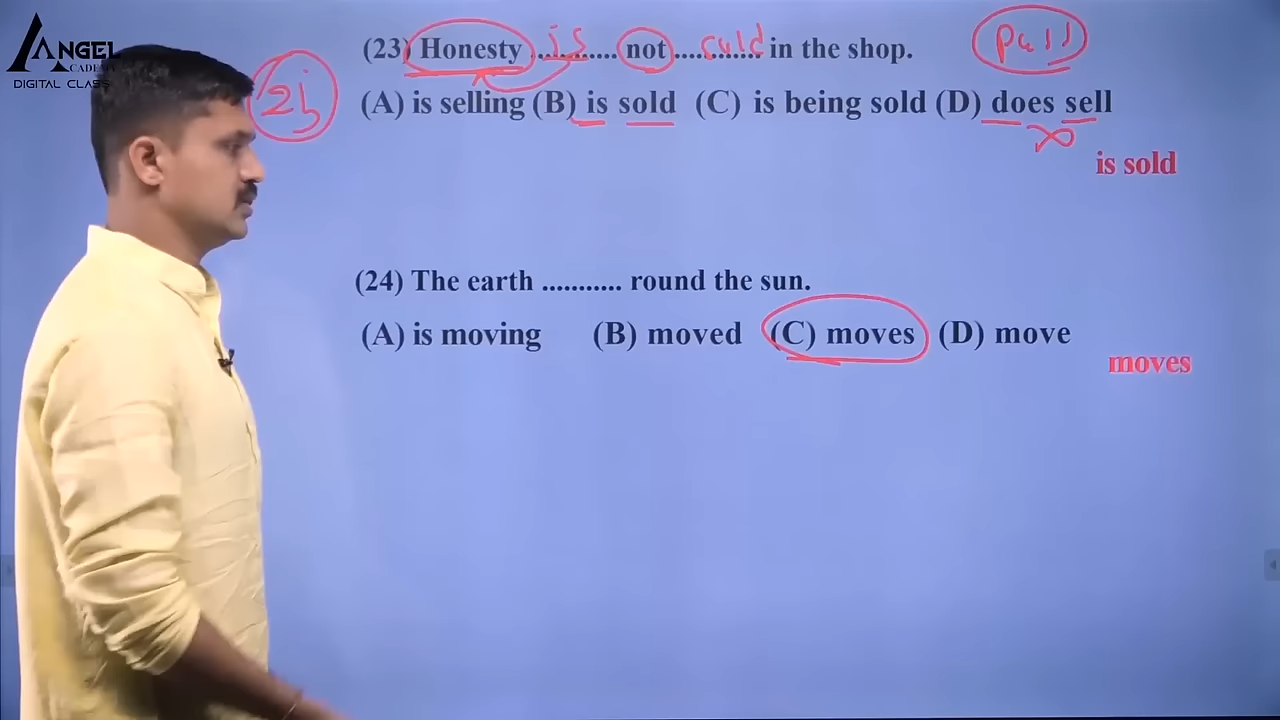 ANGEL
ACADEMY
DIGITAL CLASS
(23) Honesty ............ not ............ in the shop.
is
sold
(A) is selling (B) is sold (C) is being sold (D) does sell
is sold
(24) The earth ........... round the sun.
(A) is moving (B) moved (C) moves (D) move
moves